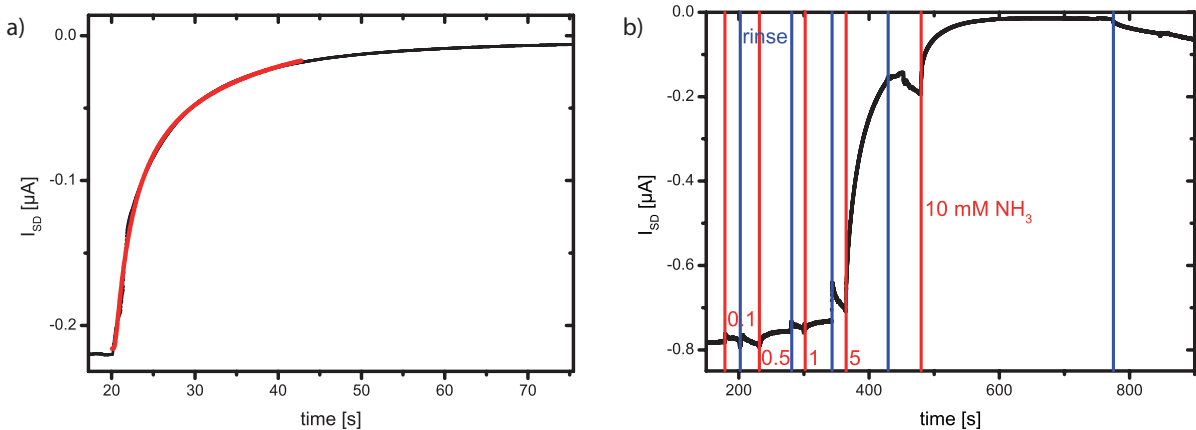 a)
0.0
-0.1
-0.2
I_SD [µA]
20 30 40 50 60 70
time [s]
b)
0.0
-0.2
-0.4
-0.6
-0.8
I_SD [µA]
rinse
10 mM NH₃
0.1
0.5 1 5
200 400 600 800
time [s]